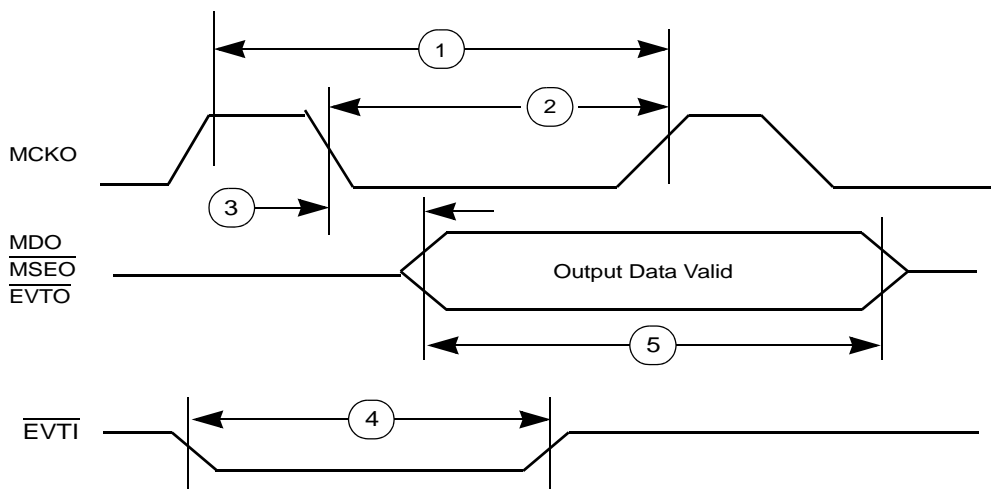 1
2
MCKO
3
MDO
MSEO
EVTO
Output Data Valid
5
4
EVTI